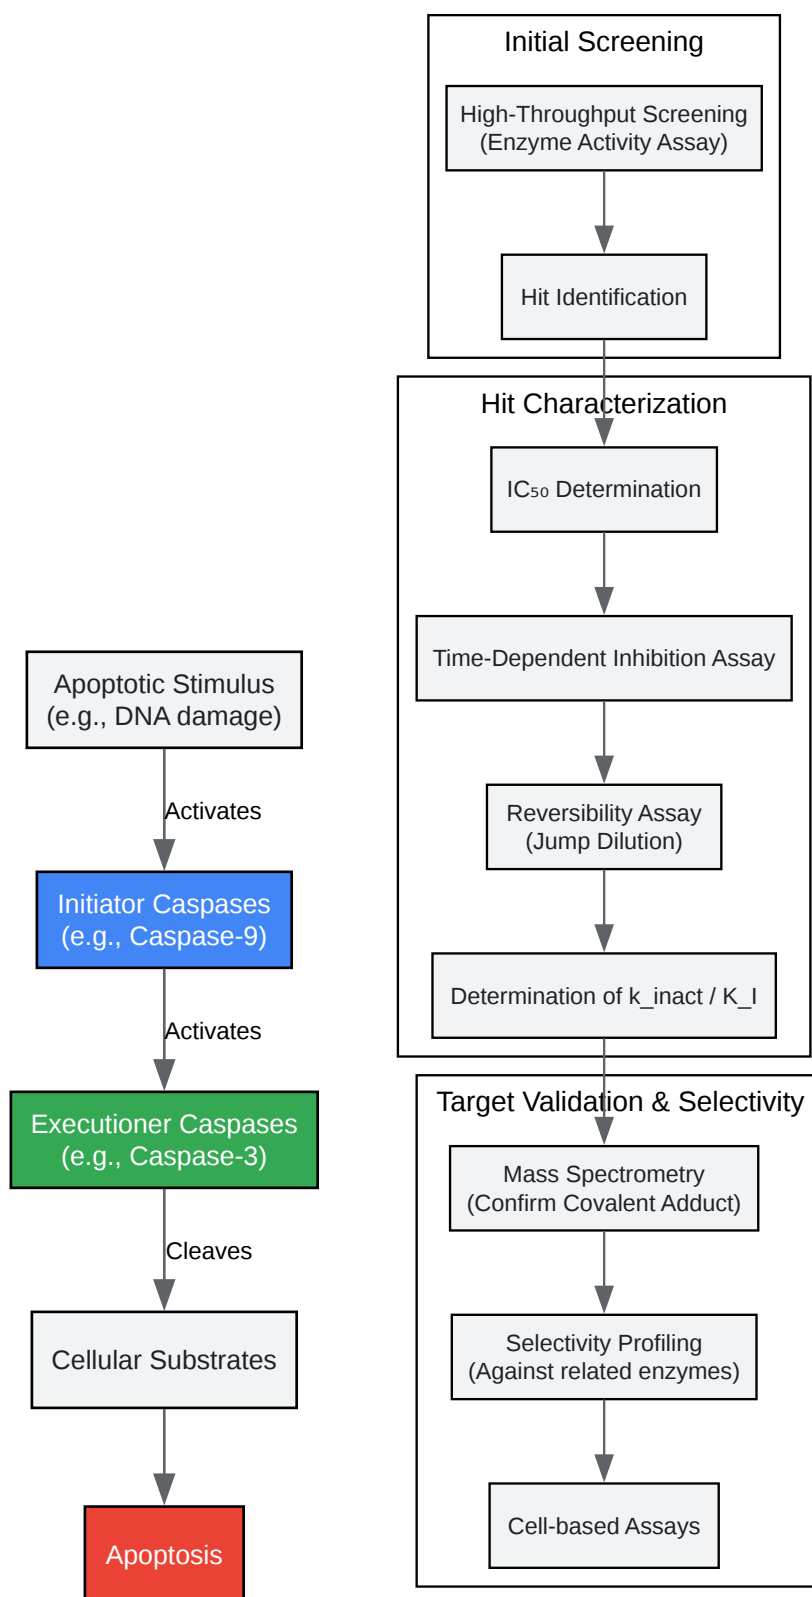 Initial Screening
High-Throughput Screening
(Enzyme Activity Assay)
Hit Identification
Hit Characterization
IC₅₀ Determination
Time-Dependent Inhibition Assay
Reversibility Assay
(Jump Dilution)
Determination of k_inact / K_I
Target Validation & Selectivity
Mass Spectrometry
(Confirm Covalent Adduct)
Selectivity Profiling
(Against related enzymes)
Cell-based Assays
Apoptotic Stimulus
(e.g., DNA damage)
Activates
Initiator Caspases
(e.g., Caspase-9)
Activates
Executioner Caspases
(e.g., Caspase-3)
Cleaves
Cellular Substrates
Apoptosis